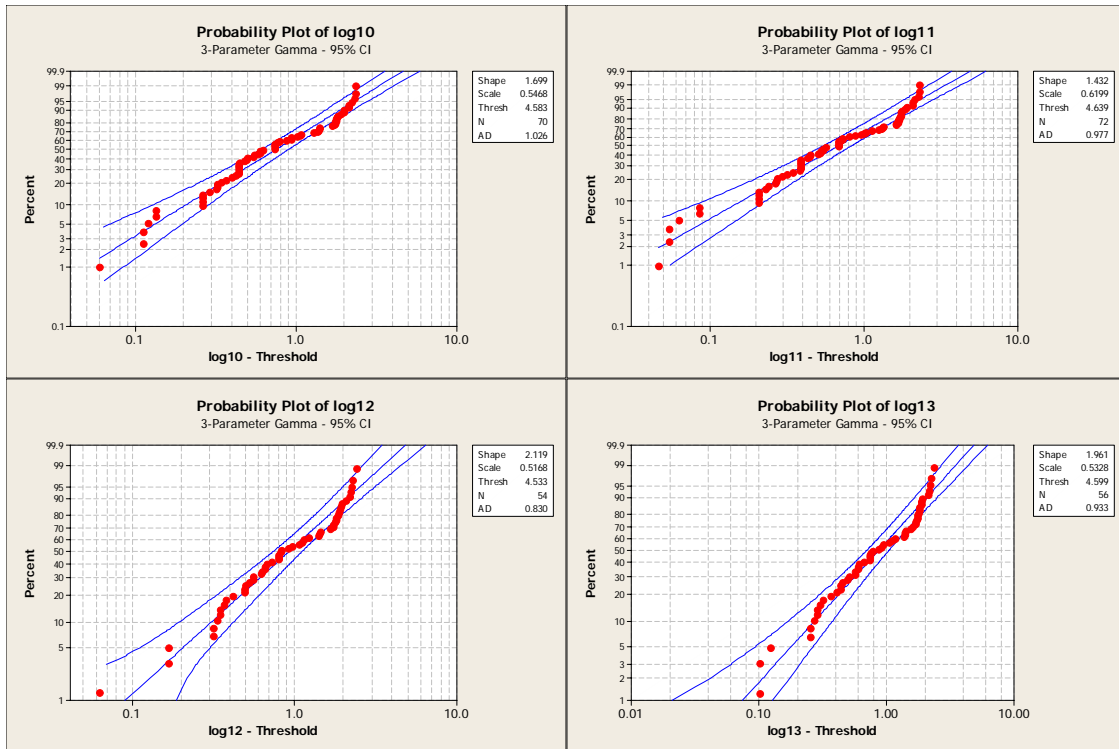 Probability Plot of log10
3-Parameter Gamma - 95% CI
99.9
99
95
90
80
70
60
50
40
30
20
10
5
3
2
1
0.1
Percent
0.1
1.0
10.0
log10 - Threshold
Shape 1.699
Scale 0.5468
Thresh 4.583
N 70
AD 1.026
Probability Plot of log11
3-Parameter Gamma - 95% CI
99.9
99
95
90
80
70
60
50
40
30
20
10
5
3
2
1
0.1
Percent
0.1
1.0
10.0
log11 - Threshold
Shape 1.432
Scale 0.6199
Thresh 4.639
N 72
AD 0.977
Probability Plot of log12
3-Parameter Gamma - 95% CI
99.9
99
95
90
80
70
60
50
40
30
20
10
5
1
Percent
0.1
1.0
10.0
log12 - Threshold
Shape 2.119
Scale 0.5168
Thresh 4.533
N 54
AD 0.830
Probability Plot of log13
3-Parameter Gamma - 95% CI
99.9
99
95
90
80
70
60
50
40
30
20
10
5
3
2
1
Percent
0.01
0.10
1.00
10.00
log13 - Threshold
Shape 1.961
Scale 0.5328
Thresh 4.599
N 56
AD 0.933